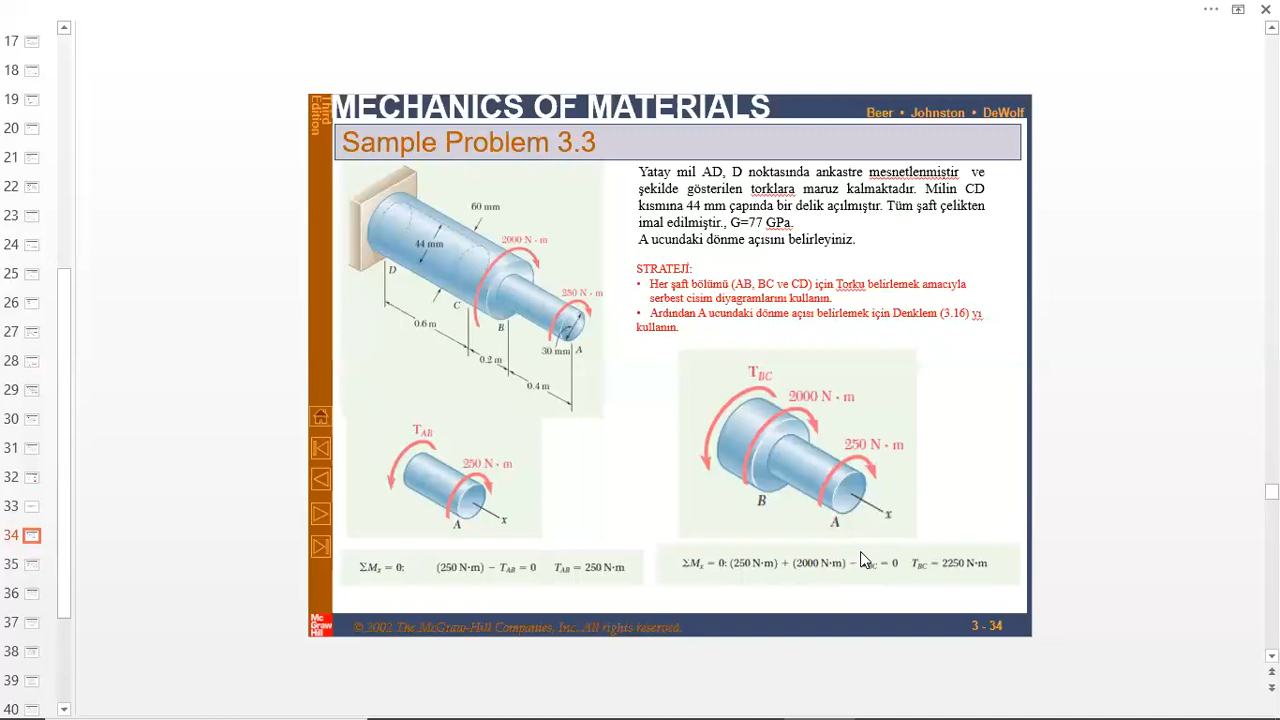 17
18
19
20
21
22
23
24
25
26
27
28
29
30
31
32
33
34
35
36
37
38
39
40
Third
Edition
MECHANICS OF MATERIALS
Beer • Johnston • DeWolf
Sample Problem 3.3
Yatay mil AD, D noktasında ankastre mesnetlenmiştir ve
şekilde gösterilen torklara maruz kalmaktadır. Milin CD
kısmına 44 mm çapında bir delik açılmıştır. Tüm şaft çelikten
imal edilmiştir., G=77 GPa.
A ucundaki dönme açısını belirleyiniz.
STRATEJİ:
• Her şaft bölümü (AB, BC ve CD) için Torku belirlemek amacıyla
serbest cisim diyagramlarını kullanın.
• Ardından A ucundaki dönme açısı belirlemek için Denklem (3.16) yı
kullanın.
60 mm
44 mm
2000 N · m
D
250 N · m
C
0.6 m
B
30 mm
A
0.2 m
0.4 m
TAB
250 N · m
A
x
TBC
2000 N · m
250 N · m
B
A
x
ΣMx = 0: (250 N·m) − TAB = 0 TAB = 250 N·m
ΣMx = 0: (250 N·m) + (2000 N·m) − BC = 0 TBC = 2250 N·m
Mc
Graw
Hill
© 2002 The McGraw-Hill Companies, Inc. All rights reserved.
3 - 34